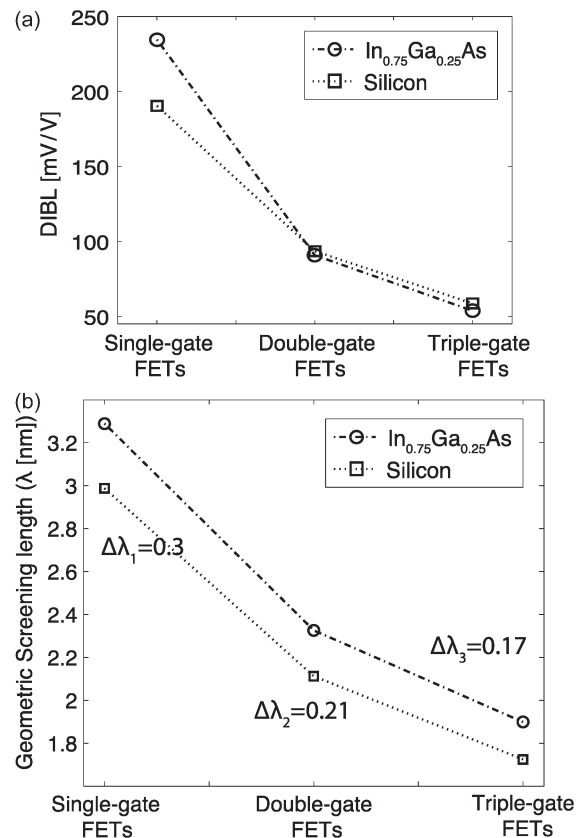 (a)
250
200
150
100
50
DIBL [mV/V]
In0.75Ga0.25As
Silicon
Single-gate
FETs
Double-gate
FETs
Triple-gate
FETs
(b)
3.2
3
2.8
2.6
2.4
2.2
2
1.8
Geometric Screening length (λ [nm])
In0.75Ga0.25As
Silicon
Δλ1=0.3
Δλ2=0.21
Δλ3=0.17
Single-gate
FETs
Double-gate
FETs
Triple-gate
FETs